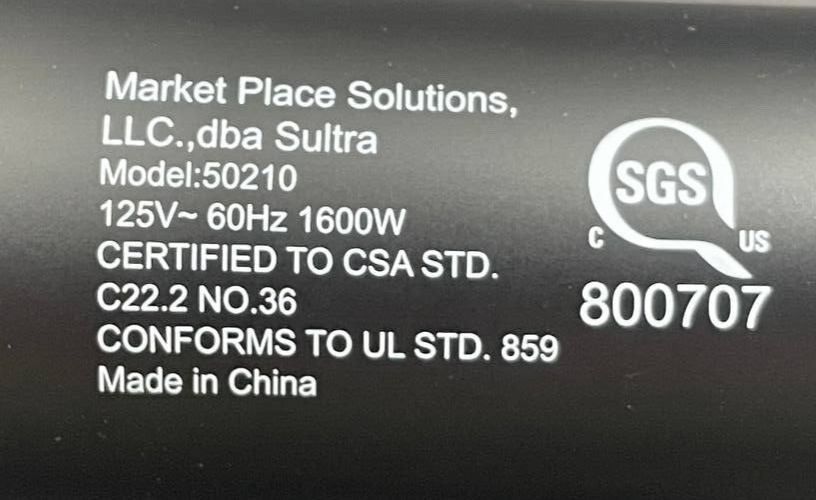 Market Place Solutions,
LLC.,dba Sultra
Model:50210
125V~ 60Hz 1600W
CERTIFIED TO CSA STD.
C22.2 NO.36
CONFORMS TO UL STD. 859
Made in China
SGS
C US
800707